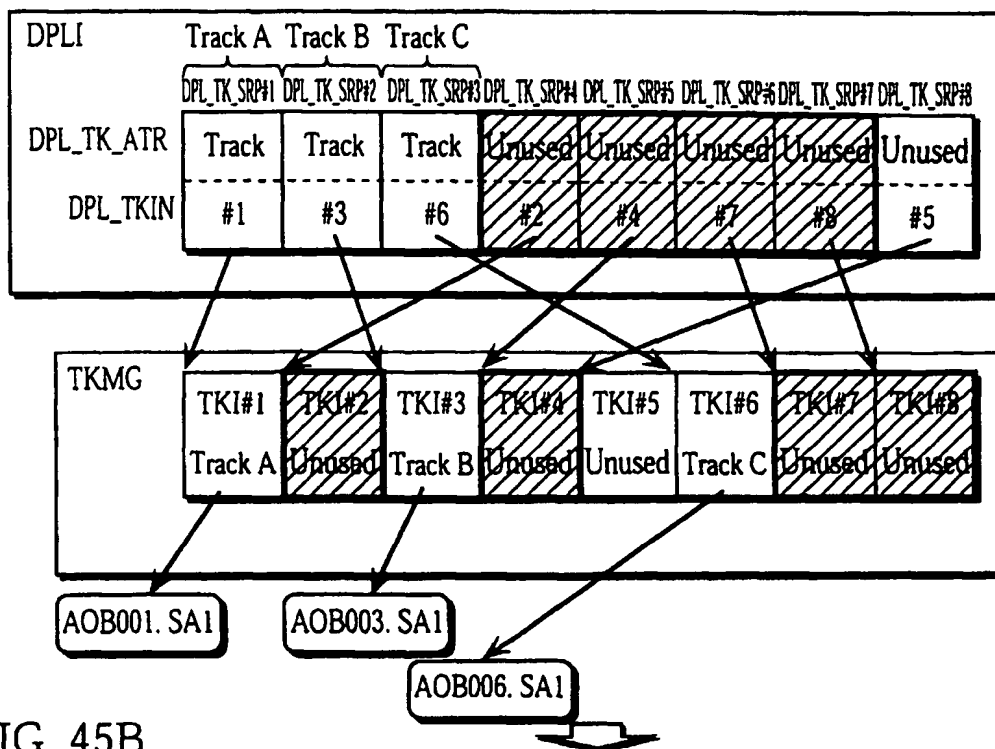 DPLI
Track A Track B Track C
DPL_TK_SRP#1 DPL_TK_SRP#2 DPL_TK_SRP#3 DPL_TK_SRP#4 DPL_TK_SRP#5 DPL_TK_SRP#6 DPL_TK_SRP#7 DPL_TK_SRP#8
DPL_TK_ATR Track Track Track Unused Unused Unused Unused Unused
DPL_TKIN #1 #3 #6 #2 #4 #7 #8 #5
TKMG
TKI#1 TKI#2 TKI#3 TKI#4 TKI#5 TKI#6 TKI#7 TKI#8
Track A Unused Track B Unused Unused Track C Unused Unused
AOB001. SA1 AOB003. SA1
AOB006. SA1
IG. 45B